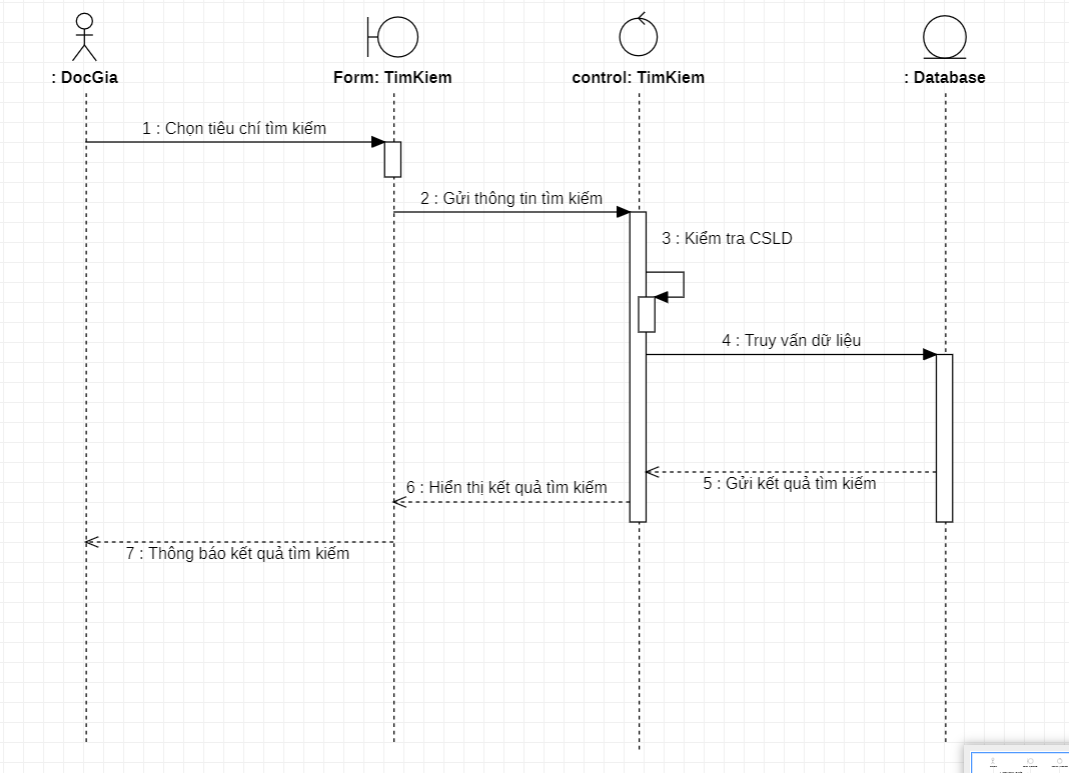 : DocGia
Form: TimKiem
control: TimKiem
: Database
1 : Chọn tiêu chí tìm kiếm
2 : Gửi thông tin tìm kiếm
3 : Kiểm tra CSLD
4 : Truy vấn dữ liệu
5 : Gửi kết quả tìm kiếm
6 : Hiển thị kết quả tìm kiếm
7 : Thông báo kết quả tìm kiếm